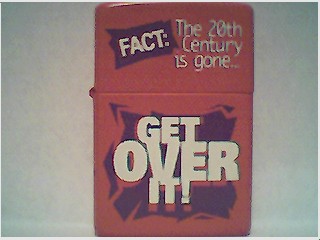 FACT: The 20th
Century
is gone...
GET
OVER
IT!